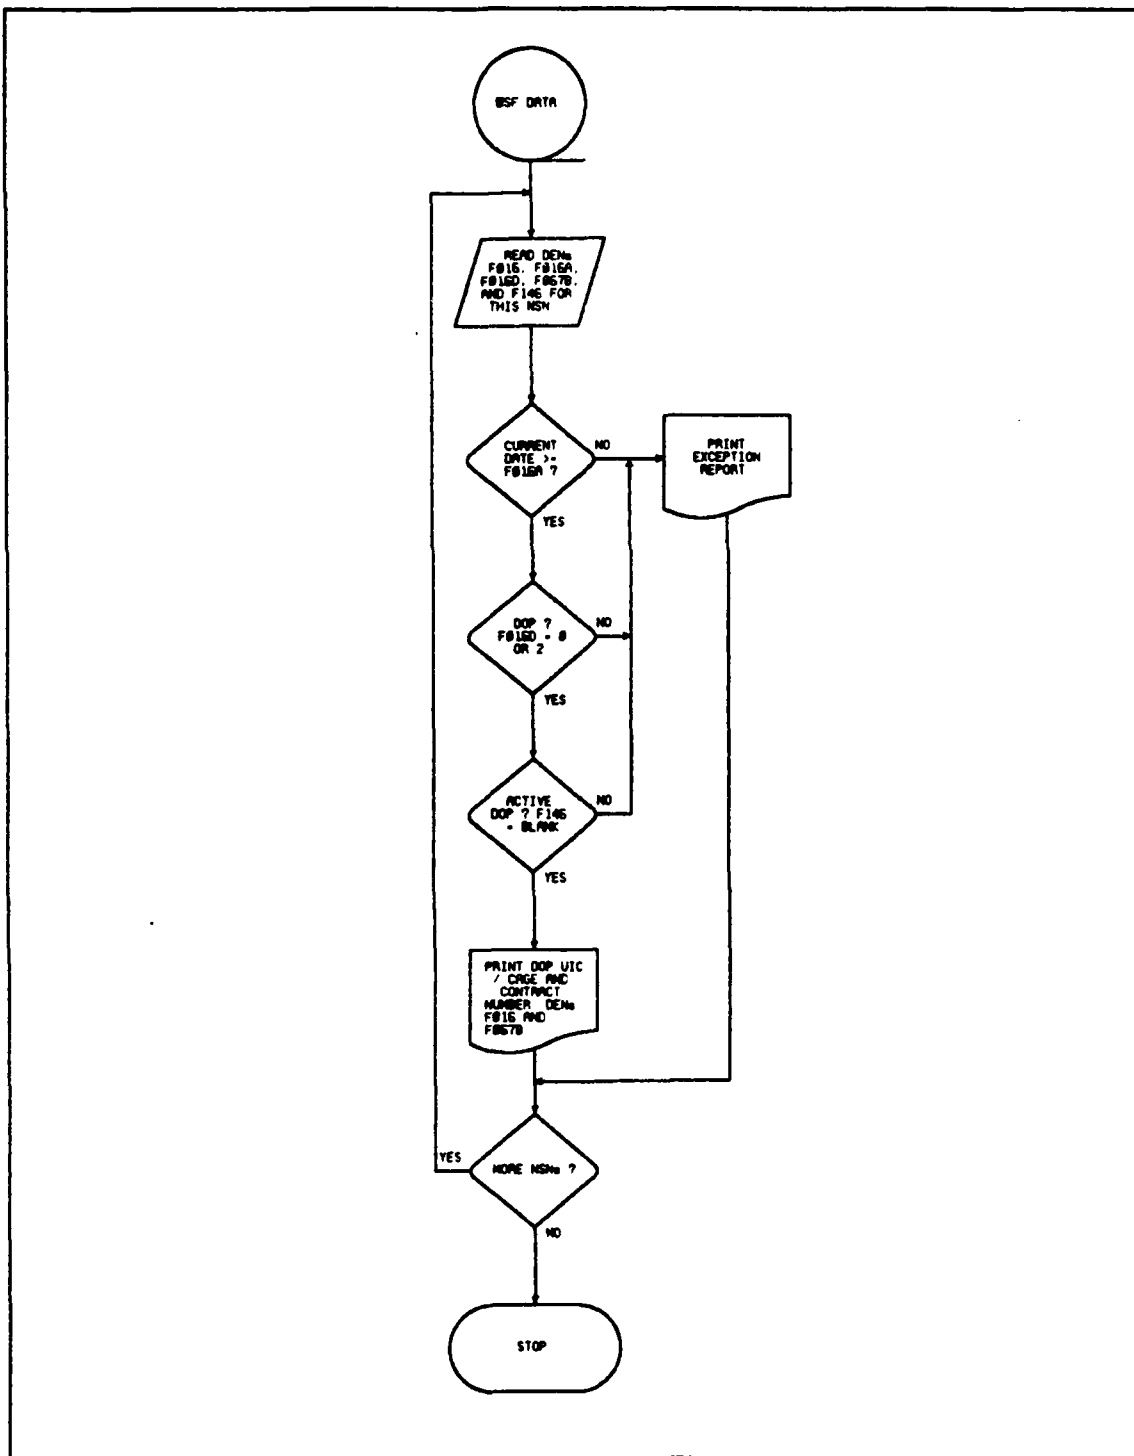 WSF DATA
READ DENs
F016, F016A,
F016D, F067B,
AND F146 FOR
THIS NSN
CURRENT
DATE >=
F016A ?
NO
PRINT
EXCEPTION
REPORT
YES
DOP ?
F016D = 0
OR 2
NO
YES
ACTIVE
DOP ? F146
= BLANK
NO
YES
PRINT DOP UIC
/ CAGE AND
CONTRACT
NUMBER DENs
F016 AND
F067B
YES
MORE NSNs ?
NO
STOP